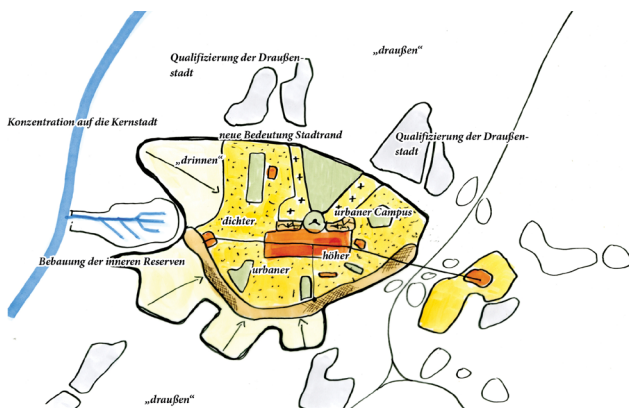 „draußen“
Qualifizierung der Draußen-
stadt
Konzentration auf die Kernstadt
neue Bedeutung Stadtrand
Qualifizierung der Draußen-
stadt
„drinnen“
dichter
urbaner Campus
Bebauung der inneren Reserven
höher
urbaner
„draußen“